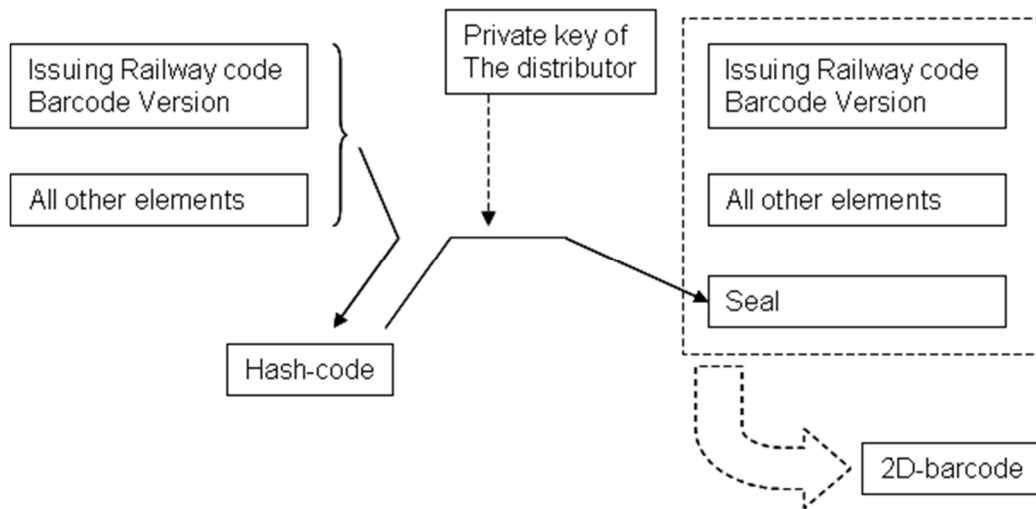 Issuing Railway code
Barcode Version
All other elements
Private key of
The distributor
Hash-code
Issuing Railway code
Barcode Version
All other elements
Seal
2D-barcode